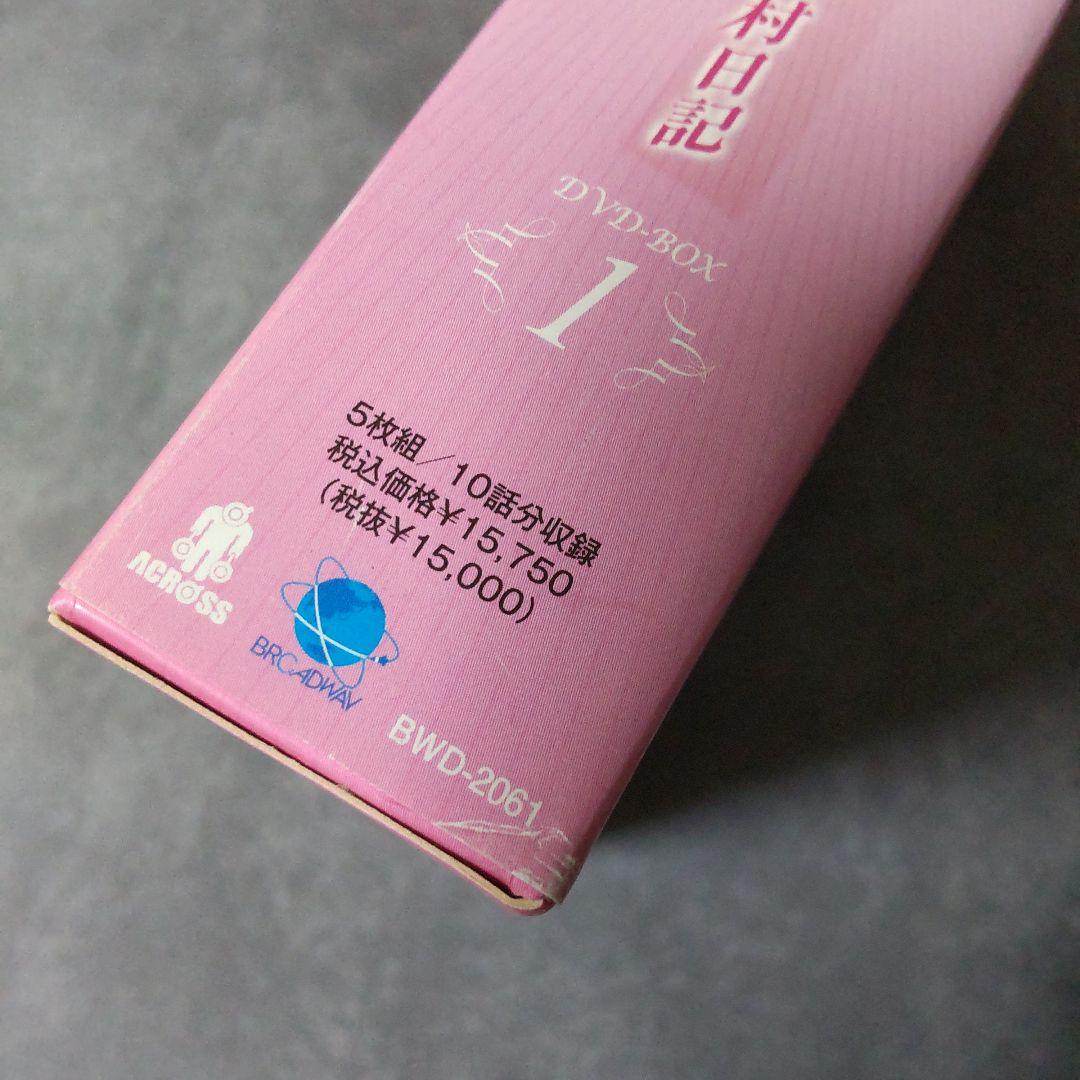 村日記
DVD-BOX
1
5枚組／10話分収録
税込価格¥15,750
(税抜¥15,000)
ACROSS
BROADWAY
BWD-2061